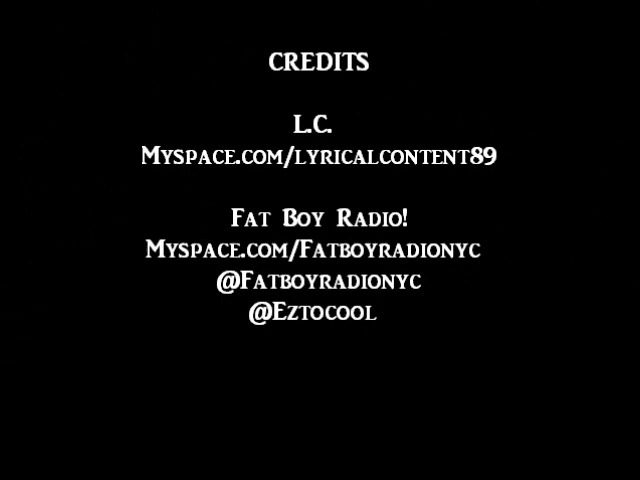 CREDITS
L.C.
Myspace.com/lyricalcontent89
Fat Boy Radio!
Myspace.com/Fatboyradionyc
@Fatboyradionyc
@Eztocool